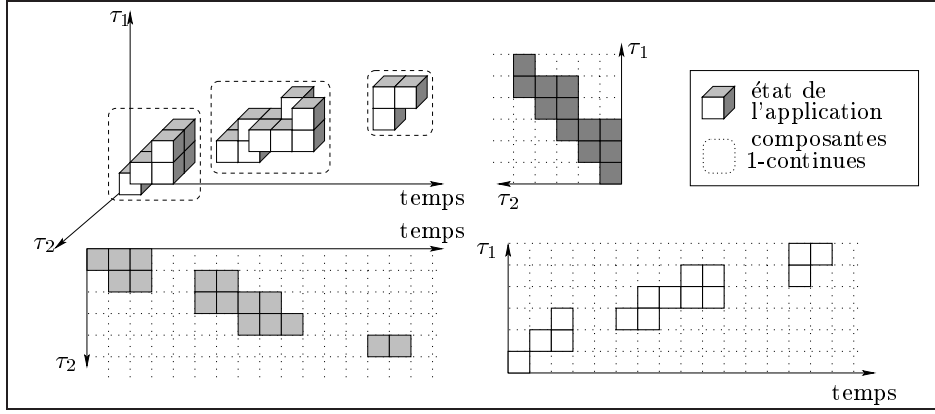 τ1
τ1
état de
l'application
composantes
1-continues
temps
τ2
τ2
temps
τ1
τ2
temps